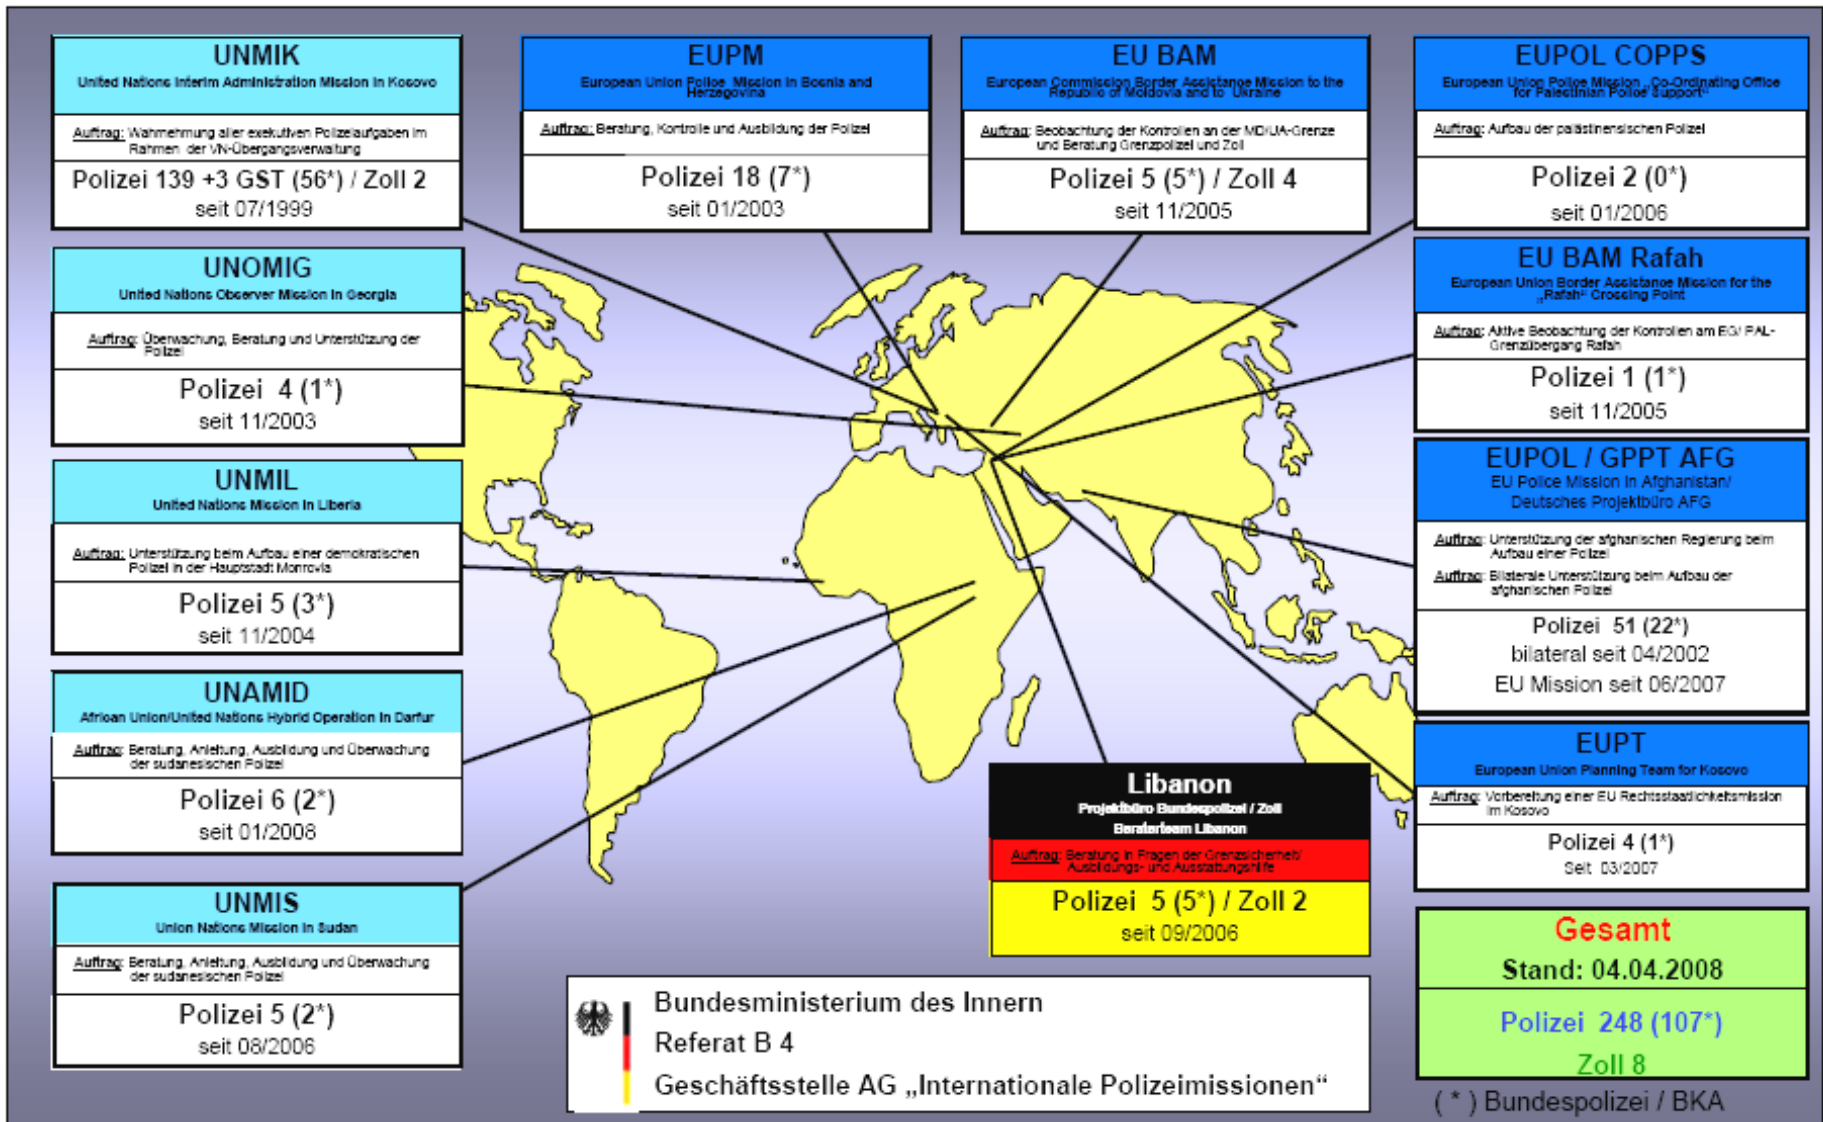 UNMIK
United Nations Interim Administration Mission in Kosovo
Auftrag: Wahrnehmung aller exekutiven Polizeiaufgaben im
Rahmen der VN-Übergangsverwaltung
Polizei 139 +3 GST (56*) / Zoll 2
seit 07/1999
UNOMIG
United Nations Observer Mission in Georgia
Auftrag: Überwachung, Beratung und Unterstützung der
Polizei
Polizei 4 (1*)
seit 11/2003
UNMIL
United Nations Mission in Liberia
Auftrag: Unterstützung beim Aufbau einer demokratischen
Polizei in der Hauptstadt Monrovia
Polizei 5 (3*)
seit 11/2004
UNAMID
African Union/United Nations Hybrid Operation in Darfur
Auftrag: Beratung, Anleitung, Ausbildung und Überwachung
der sudanesischen Polizei
Polizei 6 (2*)
seit 01/2008
UNMIS
Union Nations Mission in Sudan
Auftrag: Beratung, Anleitung, Ausbildung und Überwachung
der sudanesischen Polizei
Polizei 5 (2*)
seit 08/2006
EUPM
European Union Police Mission in Bosnia and
Herzegovina
Auftrag: Beratung, Kontrolle und Ausbildung der Polizei
Polizei 18 (7*)
seit 01/2003
EU BAM
European Commission Border Assistance Mission to the
Republic of Moldovia and to Ukraine
Auftrag: Beobachtung der Kontrollen an der MD/UA-Grenze
und Beratung Grenzpolizei und Zoll
Polizei 5 (5*) / Zoll 4
seit 11/2005
EUPOL COPPS
European Union Police Mission „Co-Ordinating Office
for Palestinian Police Support“
Auftrag: Aufbau der palästinensischen Polizei
Polizei 2 (0*)
seit 01/2006
EU BAM Rafah
European Union Border Assistance Mission for the
„Rafah“ Crossing Point
Auftrag: Aktive Beobachtung der Kontrollen am EG/ PAL-
Grenzübergang Rafah
Polizei 1 (1*)
seit 11/2005
EUPOL / GPPT AFG
EU Police Mission in Afghanistan/
Deutsches Projektbüro AFG
Auftrag: Unterstützung der afghanischen Regierung beim
Aufbau einer Polizei
Auftrag: Bilaterale Unterstützung beim Aufbau der
afghanischen Polizei
Polizei 51 (22*)
bilateral seit 04/2002
EU Mission seit 06/2007
EUPT
European Union Planning Team for Kosovo
Auftrag: Vorbereitung einer EU Rechtsstaatlichkeitsmission
im Kosovo
Polizei 4 (1*)
Seit 03/2007
Libanon
Projektbüro Bundespolizei / Zoll
Beraterteam Libanon
Auftrag: Beratung in Fragen der Grenzsicherheit/
Ausbildungs- und Ausstattungshilfe
Polizei 5 (5*) / Zoll 2
seit 09/2006
Bundesministerium des Innern
Referat B 4
Geschäftsstelle AG „Internationale Polizeimissionen“
Gesamt
Stand: 04.04.2008
Polizei 248 (107*)
Zoll 8
( * ) Bundespolizei / BKA